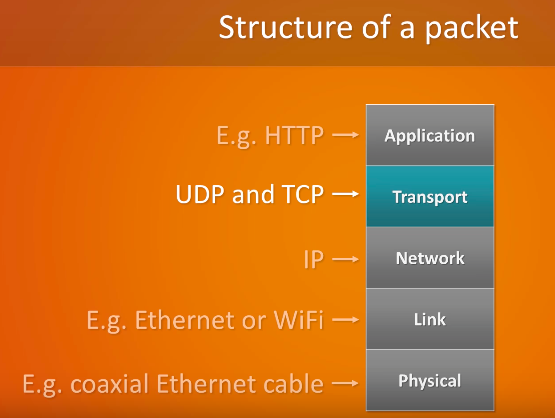 Structure of a packet
E.g. HTTP → Application
UDP and TCP → Transport
IP → Network
E.g. Ethernet or WiFi → Link
E.g. coaxial Ethernet cable → Physical